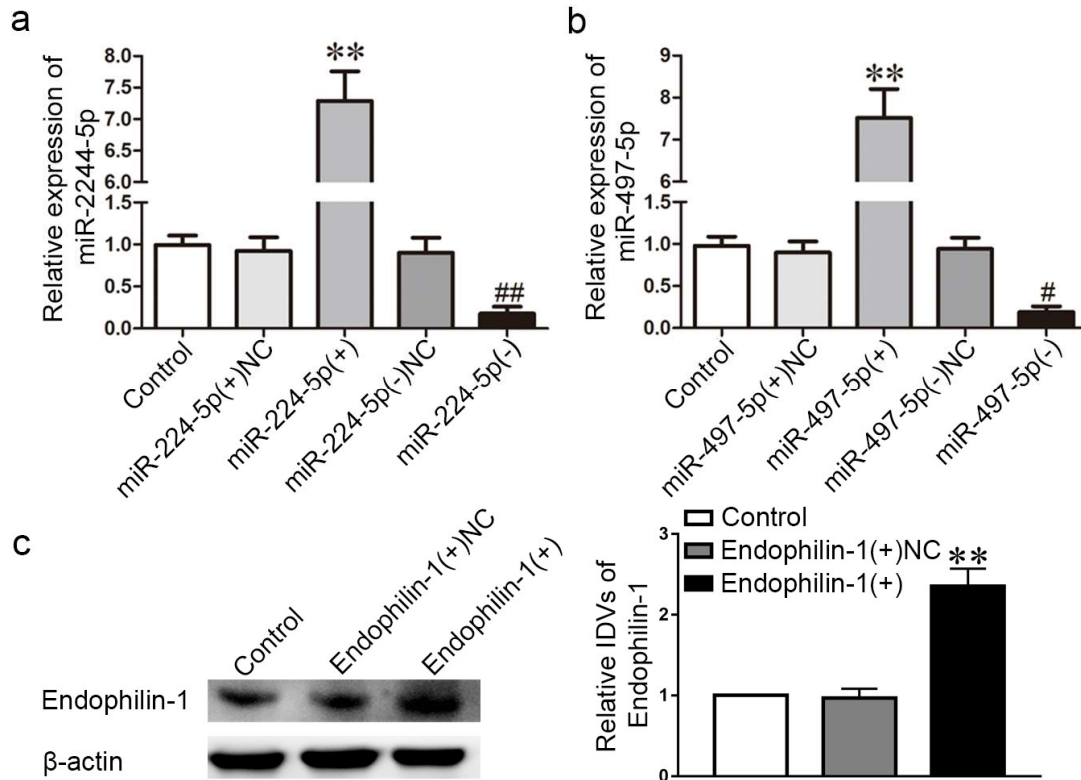 a
Relative expression of
miR-2244-5p
8.0
7.5
7.0
6.5
6.0
1.5
1.0
0.5
0.0
**
##
Control
miR-224-5p(+)NC
miR-224-5p(+)
miR-224-5p(-)NC
miR-224-5p(-)
b
Relative expression of
miR-497-5p
9
8
7
6
1.5
1.0
0.5
0.0
**
#
Control
miR-497-5p(+)NC
miR-497-5p(+)
miR-497-5p(-)NC
miR-497-5p(-)
c
Control
Endophilin-1(+)NC
Endophilin-1(+)
Endophilin-1
β-actin
Relative IDVs of
Endophilin-1
3
2
1
0
Control
Endophilin-1(+)NC
Endophilin-1(+)
**